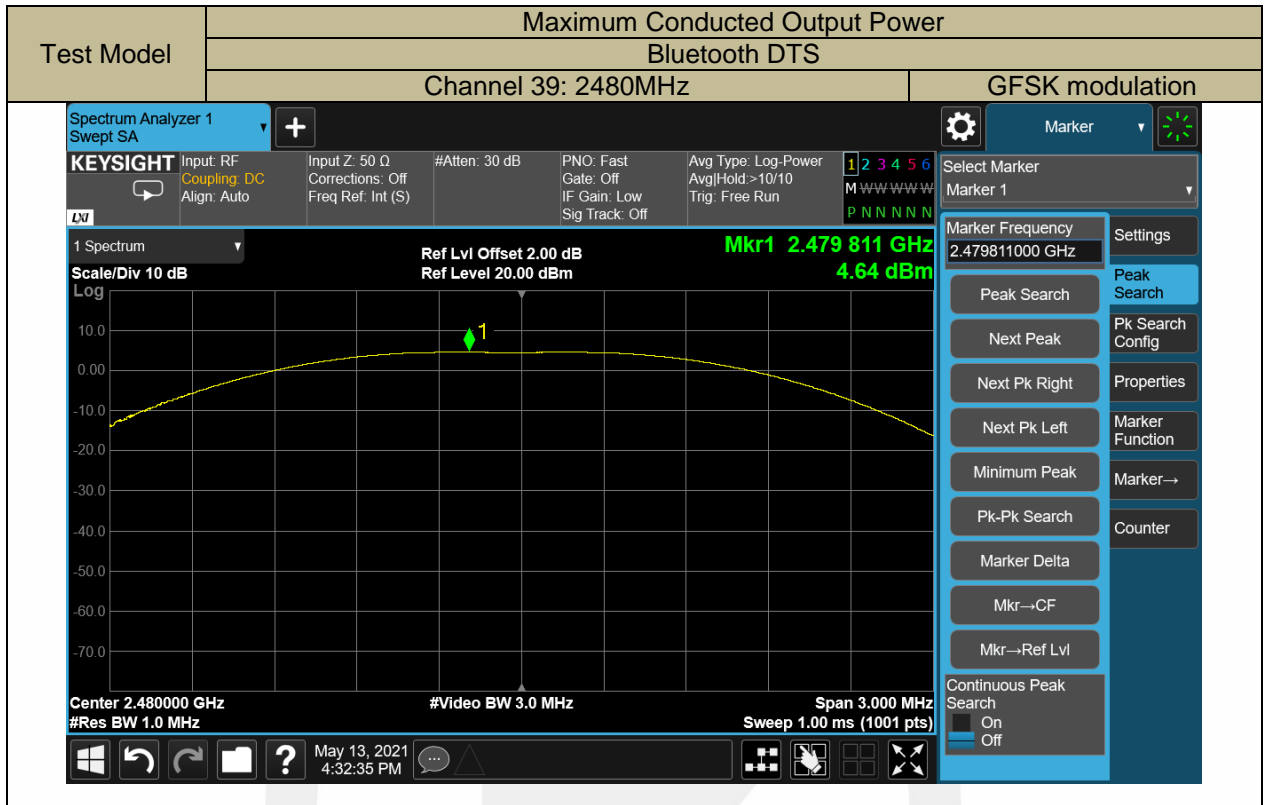 Test Model
Maximum Conducted Output Power
Bluetooth DTS
Channel 39: 2480MHz
GFSK modulation
Spectrum Analyzer 1
Swept SA
+
Marker
KEYSIGHT
LXI
Input: RF
Coupling: DC
Align: Auto
Input Z: 50 Ω
Corrections: Off
Freq Ref: Int (S)
#Atten: 30 dB
PNO: Fast
Gate: Off
IF Gain: Low
Sig Track: Off
Avg Type: Log-Power
Avg|Hold:>10/10
Trig: Free Run
1 2 3 4 5 6
M W W W W W
P N N N N N
Select Marker
Marker 1
1 Spectrum
Scale/Div 10 dB
Log
Ref Lvl Offset 2.00 dB
Ref Level 20.00 dBm
Mkr1 2.479 811 GHz
4.64 dBm
10.0
0.00
-10.0
-20.0
-30.0
-40.0
-50.0
-60.0
-70.0
1
Center 2.480000 GHz
#Res BW 1.0 MHz
#Video BW 3.0 MHz
Span 3.000 MHz
Sweep 1.00 ms (1001 pts)
Marker Frequency
2.479811000 GHz
Peak Search
Next Peak
Next Pk Right
Next Pk Left
Minimum Peak
Pk-Pk Search
Marker Delta
Mkr→CF
Mkr→Ref Lvl
Continuous Peak
Search
On
Off
Settings
Peak
Search
Pk Search
Config
Properties
Marker
Function
Marker→
Counter
?
May 13, 2021
4:32:35 PM